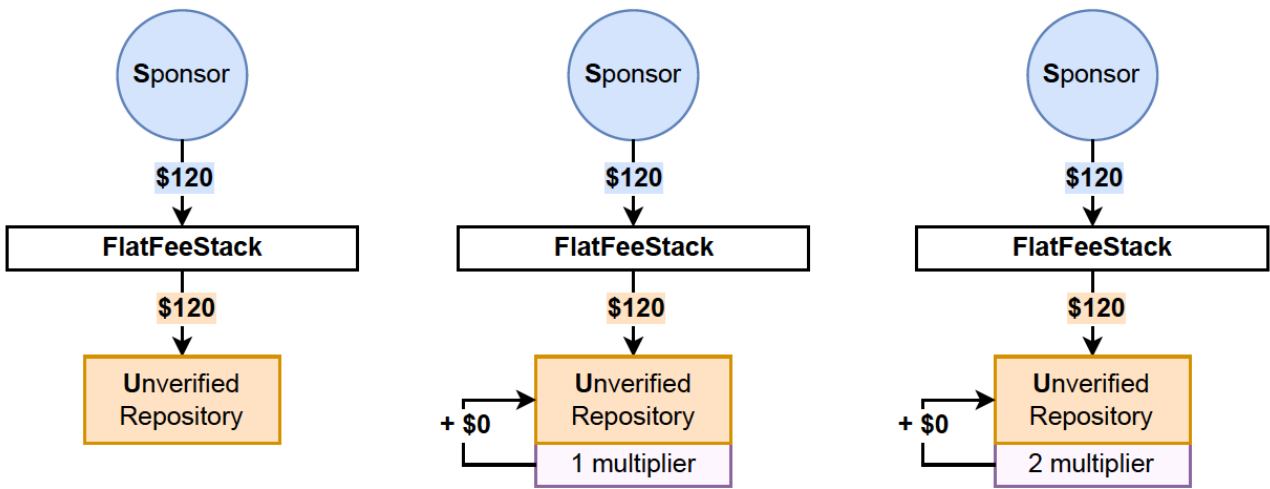 Sponsor
$120
FlatFeeStack
$120
Unverified
Repository
Sponsor
$120
FlatFeeStack
$120
Unverified
Repository
+ $0
1 multiplier
Sponsor
$120
FlatFeeStack
$120
Unverified
Repository
+ $0
2 multiplier